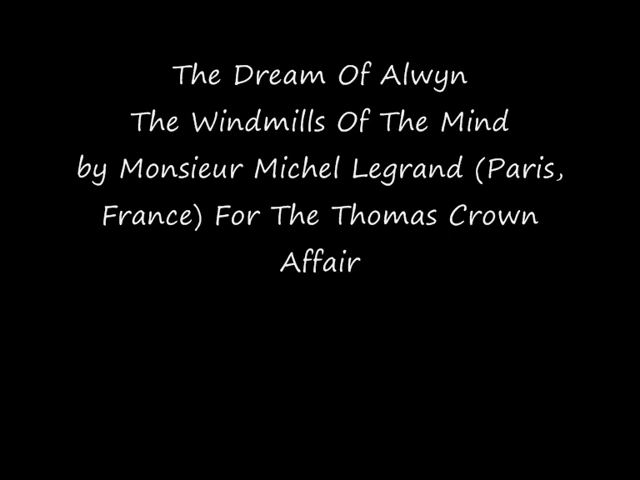 The Dream Of Alwyn
The Windmills Of The Mind
by Monsieur Michel Legrand (Paris,
France) For The Thomas Crown
Affair